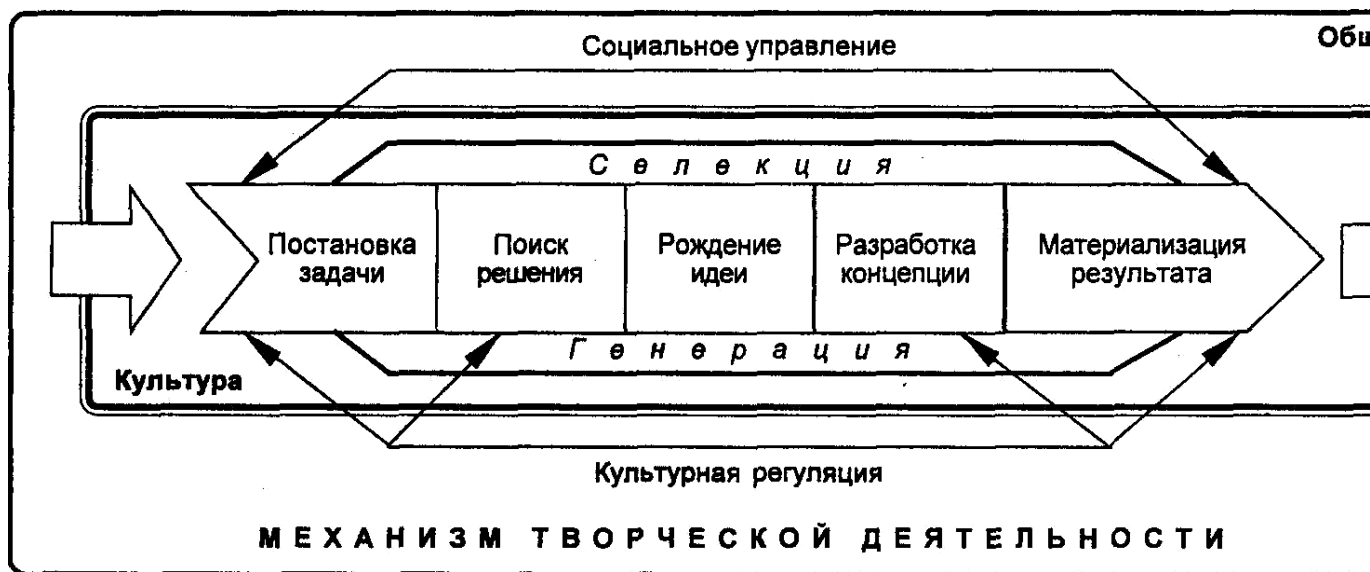 Социальное управление
Общ
Селекция
Постановка
задачи
Поиск
решения
Рождение
идеи
Разработка
концепции
Материализация
результата
Генерация
Культура
Культурная регуляция
МЕХАНИЗМ ТВОРЧЕСКОЙ ДЕЯТЕЛЬНОСТИ